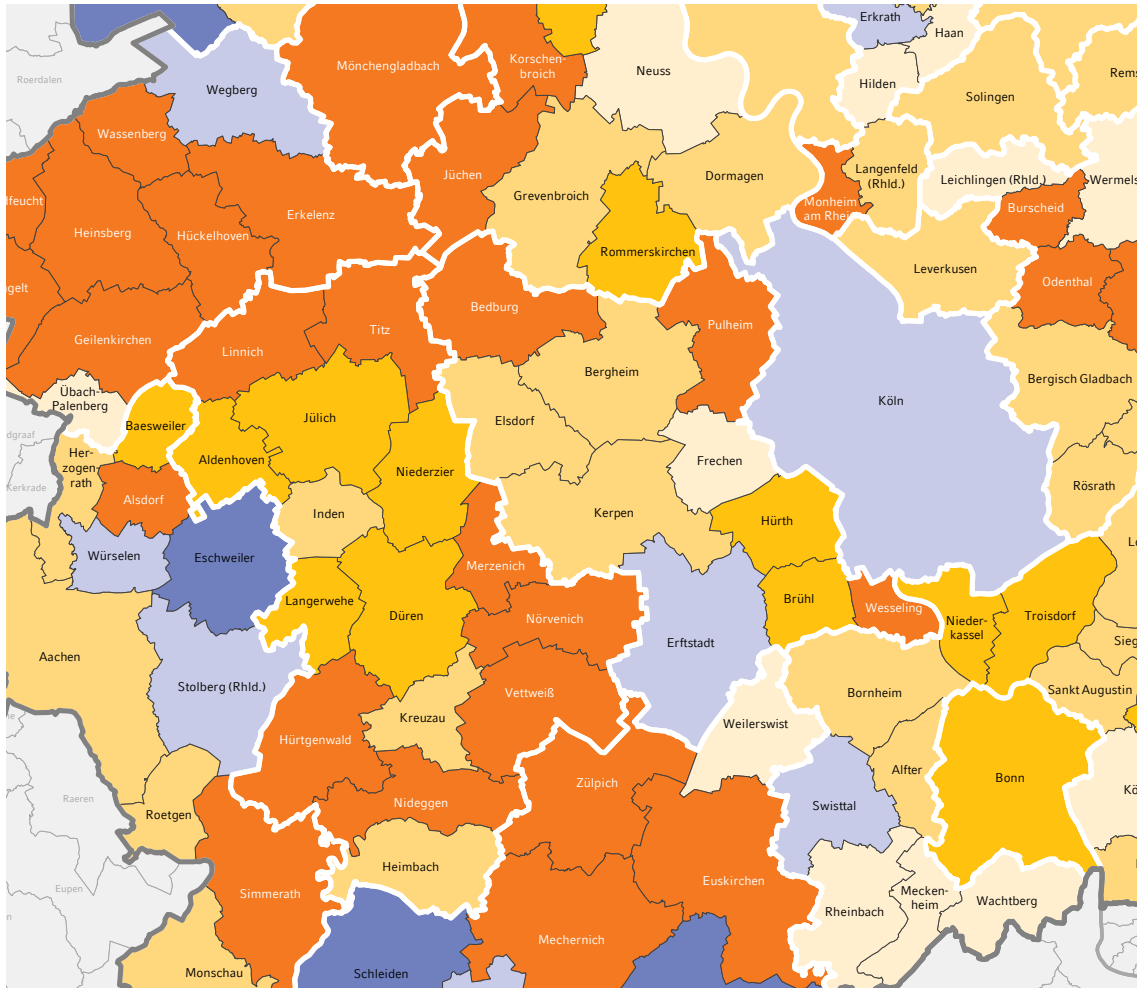 Erkrath
Haan
Roerdalen
Mönchengladbach
Korschen-
broich
Neuss
Hilden
Wegberg
Solingen
Wassenberg
Jüchen
Grevenbroich
Dormagen
Langenfeld
(Rhld.)
Leichlingen (Rhld.)
Heinsberg
Hückelhoven
Erkelenz
Monheim
am Rhei
Burscheid
Rommerskirchen
Leverkusen
Odenthal
Bedburg
Pulheim
Geilenkirchen
Linnich
Titz
Bergheim
Bergisch Gladbach
Übach-
Palenberg
Köln
Baesweiler
Jülich
Elsdorf
Her-
zogen-
rath
Aldenhoven
Niederzier
Frechen
Kerkrade
Alsdorf
Rösrath
Inden
Kerpen
Hürth
Würselen
Eschweiler
Merzenich
Langerwehe
Düren
Nörvenich
Brühl
Wesseling
Nieder-
kassel
Troisdorf
Erftstadt
Aachen
Stolberg (Rhld.)
Vettweiß
Bornheim
Sankt Augustin
Kreuzau
Weilerswist
Hürtgenwald
Alfter
Bonn
Zülpich
Raeren
Roetgen
Nideggen
Swisttal
Heimbach
Eupen
Simmerath
Euskirchen
Rheinbach
Mecken-
heim
Wachtberg
Mechernich
Monschau
Schleiden